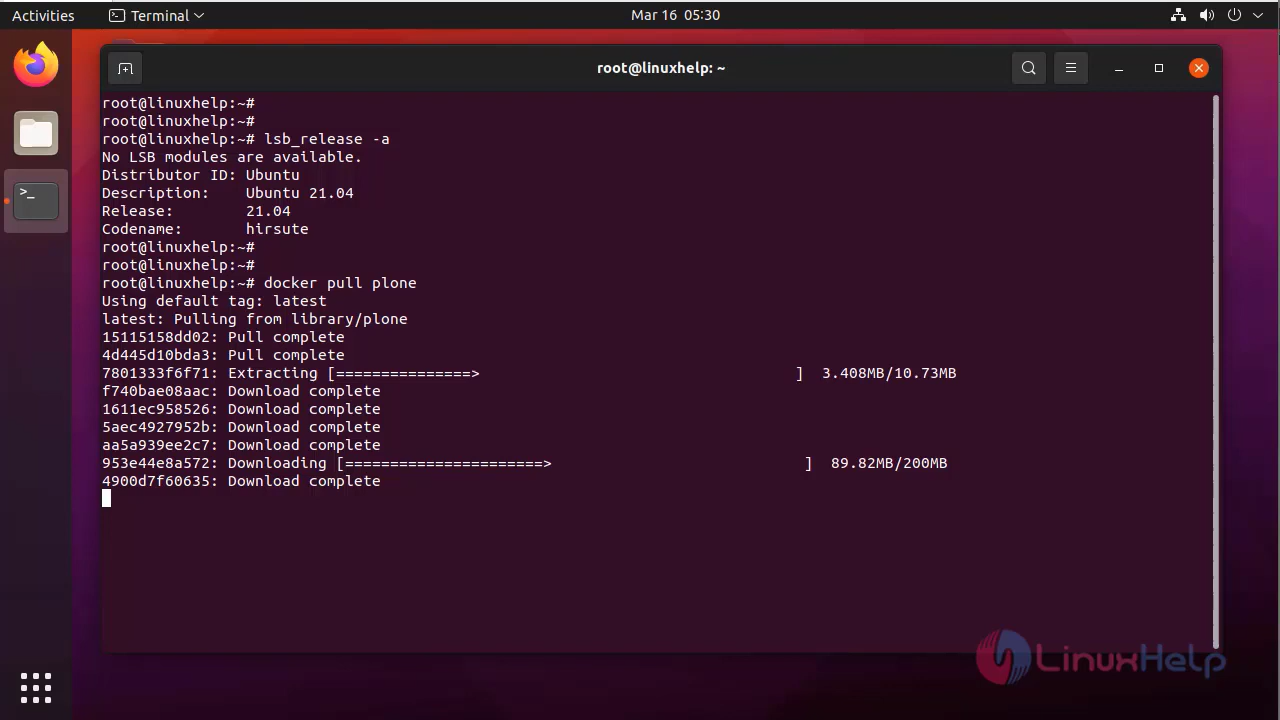 Activities Terminal Mar 16 05:30
root@linuxhelp: ~
root@linuxhelp:~#
root@linuxhelp:~#
root@linuxhelp:~# lsb_release -a
No LSB modules are available.
Distributor ID: Ubuntu
Description: Ubuntu 21.04
Release: 21.04
Codename: hirsute
root@linuxhelp:~#
root@linuxhelp:~#
root@linuxhelp:~# docker pull plone
Using default tag: latest
latest: Pulling from library/plone
15115158dd02: Pull complete
4d445d10bda3: Pull complete
7801333f6f71: Extracting [===============> ] 3.408MB/10.73MB
f740bae08aac: Download complete
1611ec958526: Download complete
5aec4927952b: Download complete
aa5a939ee2c7: Download complete
953e44e8a572: Downloading [======================> ] 89.82MB/200MB
4900d7f60635: Download complete
LinuxHelp